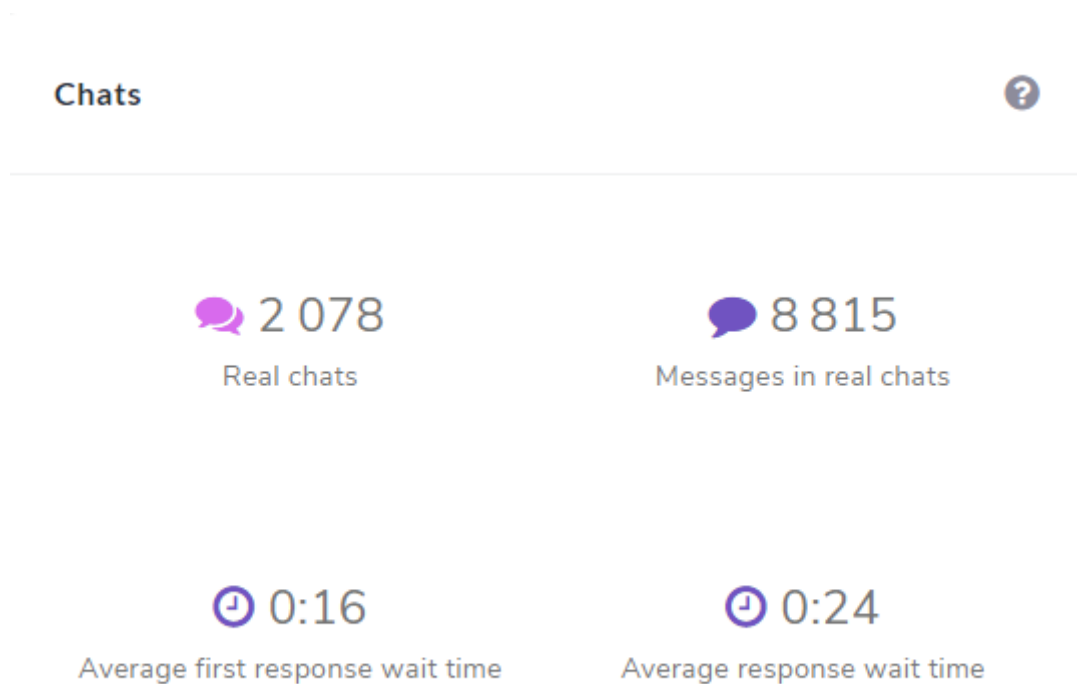 Chats
2 078
8 815
Real chats
Messages in real chats
0:16
0:24
Average first response wait time
Average response wait time